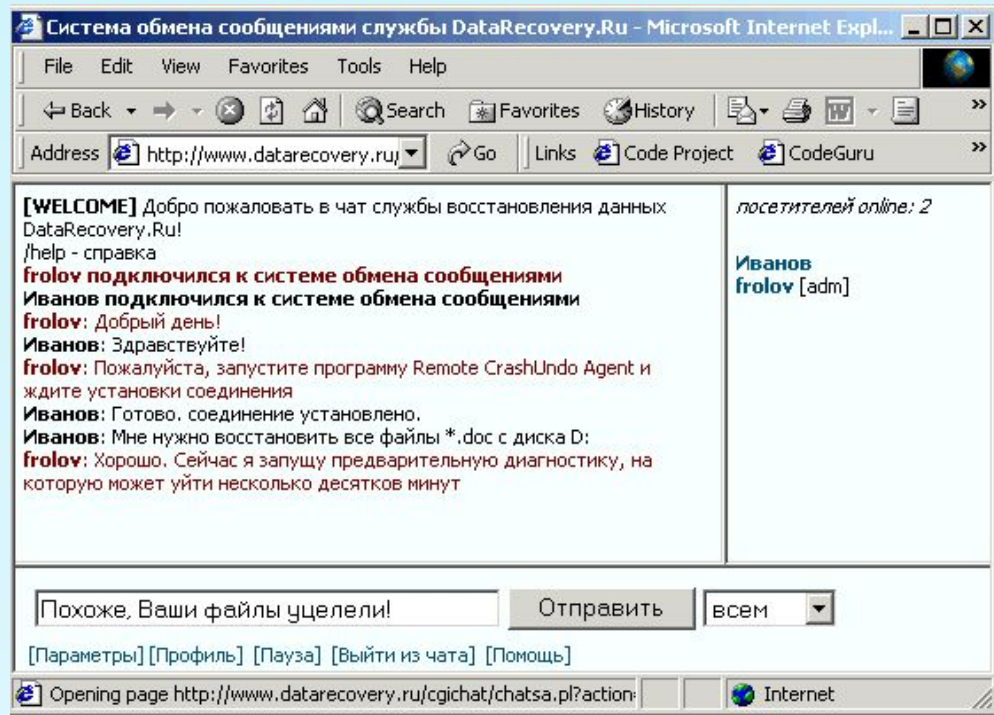 Система обмена сообщениями службы DataRecovery.Ru - Microsoft Internet Expl...
File Edit View Favorites Tools Help
Back Search Favorites History »
Address http://www.datarecovery.ru/ Go Links Code Project CodeGuru »
[WELCOME] Добро пожаловать в чат службы восстановления данных
DataRecovery.Ru!
/help - справка
frolov подключился к системе обмена сообщениями
Иванов подключился к системе обмена сообщениями
frolov: Добрый день!
Иванов: Здравствуйте!
frolov: Пожалуйста, запустите программу Remote CrashUndo Agent и
ждите установки соединения
Иванов: Готово. соединение установлено.
Иванов: Мне нужно восстановить все файлы *.doc с диска D:
frolov: Хорошо. Сейчас я запущу предварительную диагностику, на
которую может уйти несколько десятков минут
посетителей online: 2
Иванов
frolov [adm]
Похоже, Ваши файлы уцелели! Отправить всем
[Параметры] [Профиль] [Пауза] [Выйти из чата] [Помощь]
Opening page http://www.datarecovery.ru/cgichat/chatsa.pl?action Internet